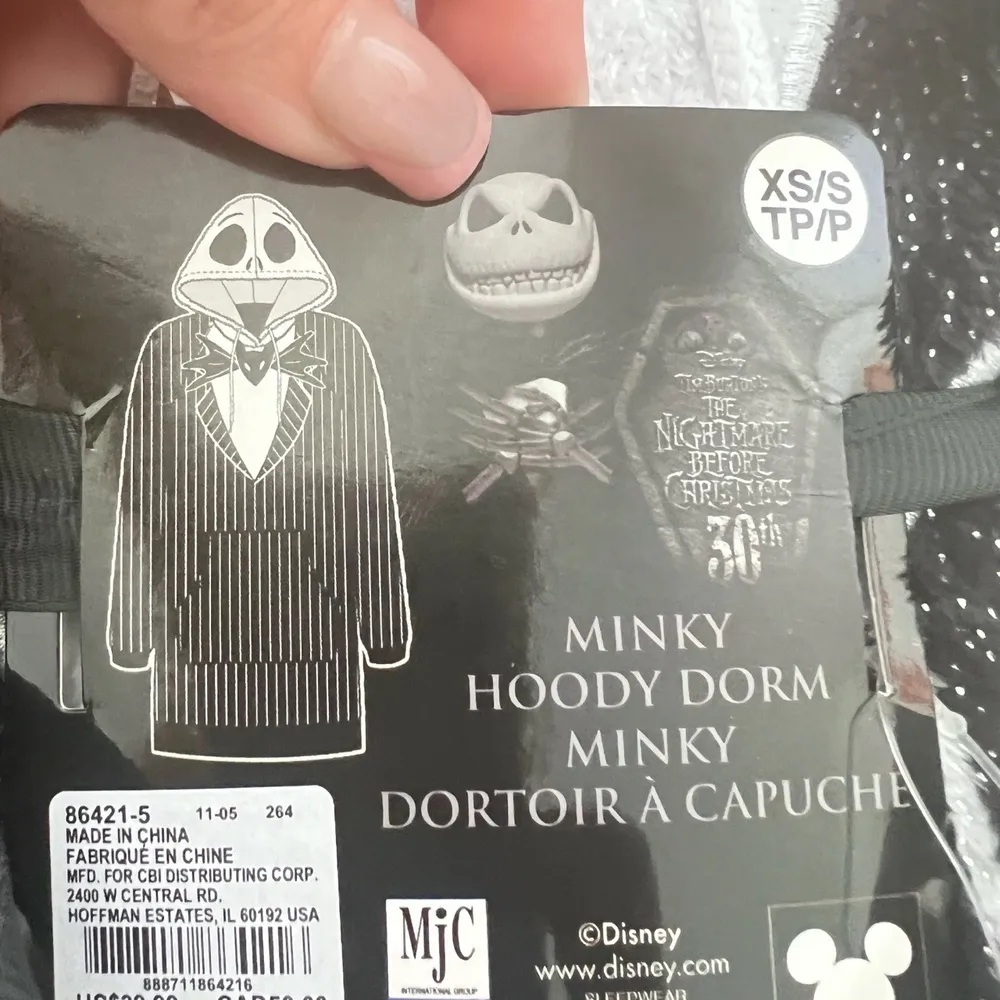 XS/S
TP/P
Disney
Tim Burton's
THE
NIGHTMARE
BEFORE
CHRISTMAS
30th
MINKY
HOODY DORM
MINKY
DORTOIR À CAPUCHE
86421-5 11-05 264
MADE IN CHINA
FABRIQUÉ EN CHINE
MFD. FOR CBI DISTRIBUTING CORP.
2400 W CENTRAL RD.
HOFFMAN ESTATES, IL 60192 USA
888711864216
MjC
INTERNATIONAL GROUP
©Disney
www.disney.com
SLEEPWEAR